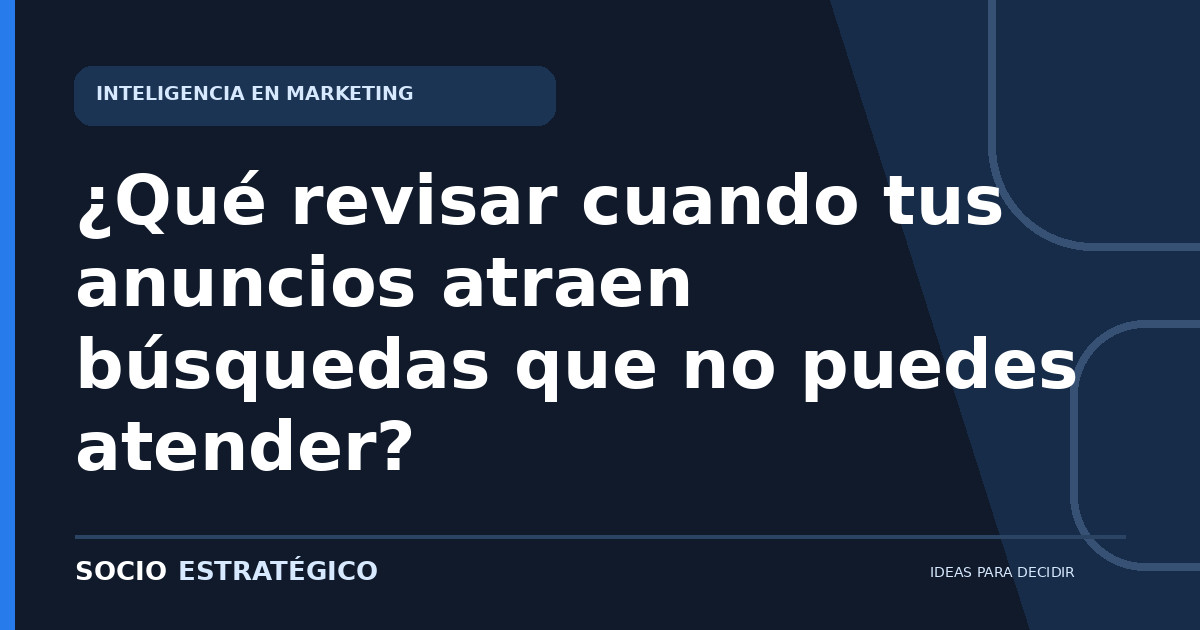 INTELIGENCIA EN MARKETING
¿Qué revisar cuando tus
anuncios atraen
búsquedas que no puedes
atender?
SOCIO ESTRATÉGICO
IDEAS PARA DECIDIR